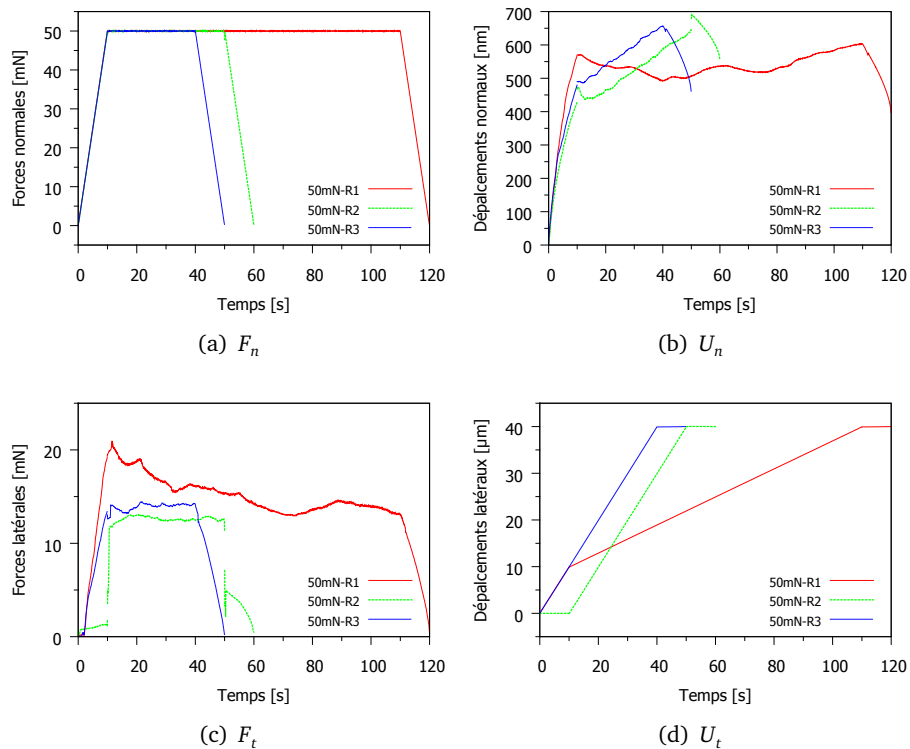 Forces normales [mN]
50
40
30
20
10
0
50mN-R1
50mN-R2
50mN-R3
0 20 40 60 80 100 120
Temps [s]
(a) Fn
Dépalcements normaux [nm]
700
600
500
400
300
200
100
0
50mN-R1
50mN-R2
50mN-R3
0 20 40 60 80 100 120
Temps [s]
(b) Un
Forces latérales [mN]
20
10
0
50mN-R1
50mN-R2
50mN-R3
0 20 40 60 80 100 120
Temps [s]
(c) Ft
Dépalcements latéraux [µm]
40
30
20
10
0
50mN-R1
50mN-R2
50mN-R3
0 20 40 60 80 100 120
Temps [s]
(d) Ut